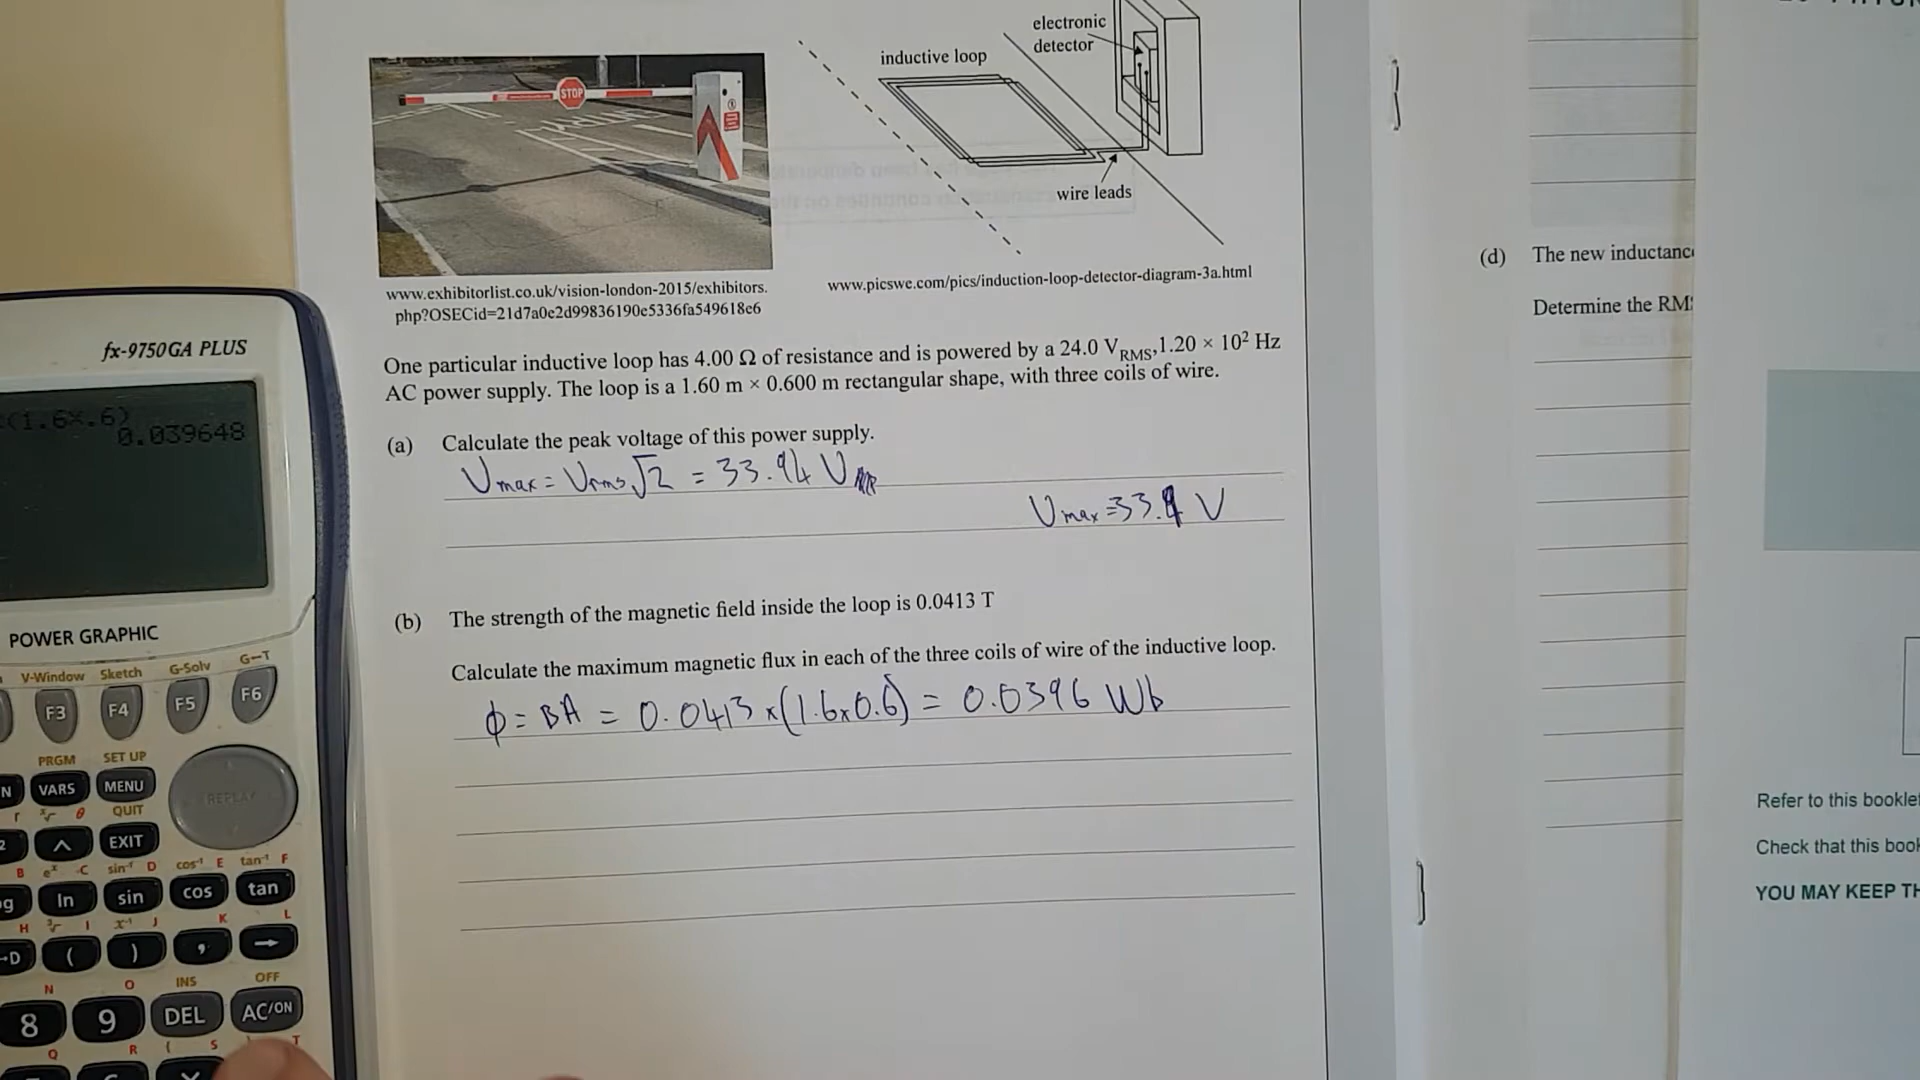 electronic
detector
inductive loop
wire leads
STOP
www.exhibitorlist.co.uk/vision-london-2015/exhibitors.
php?OSECid=21d7a0e2d99836190e5336fa549618e6
www.picswe.com/pics/induction-loop-detector-diagram-3a.html
One particular inductive loop has 4.00 Ω of resistance and is powered by a 24.0 V_RMS, 1.20 × 10² Hz
AC power supply. The loop is a 1.60 m × 0.600 m rectangular shape, with three coils of wire.
(a) Calculate the peak voltage of this power supply.
Vmax = Vrms √2 = 33.94 V
Vmax = 33.9 V
(b) The strength of the magnetic field inside the loop is 0.0413 T
Calculate the maximum magnetic flux in each of the three coils of wire of the inductive loop.
ϕ = BA = 0.0413 x (1.6x0.6) = 0.0396 Wb
(d) The new inductanc
Determine the RM
Refer to this bookle
Check that this book
YOU MAY KEEP TH
fx-9750GA PLUS
(1.6×.6)
0.039648
POWER GRAPHIC
V-Window Sketch G-Solv G↔T
F3 F4 F5 F6
PRGM SET UP
VARS MENU
REPLAY
QUIT
^ EXIT
sin⁻¹ D cos⁻¹ E tan⁻¹ F
ln sin cos tan
( ) , →
INS OFF
8 9 DEL AC/ON